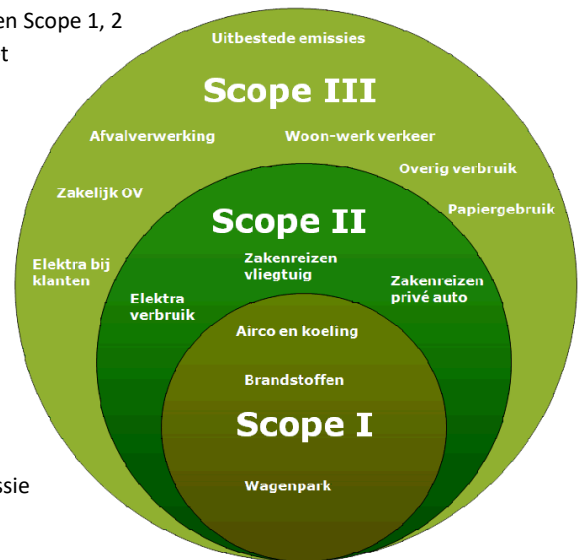 en Scope 1, 2
t
Uitbestede emissies
Scope III
Afvalverwerking
Woon-werk verkeer
Overig verbruik
Zakelijk OV
Papiergebruik
Scope II
Elektra bij
klanten
Zakenreizen
vliegtuig
Zakenreizen
privé auto
Elektra
verbruik
Airco en koeling
Brandstoffen
Scope I
Wagenpark
ssie